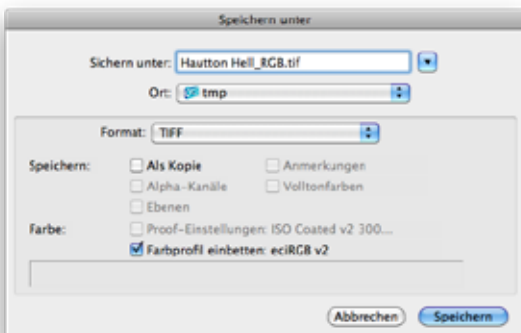 Speichern unter
Sichern unter: Hautton Hell_RGB.tif
Ort: tmp
Format: TIFF
Speichern: Als Kopie Anmerkungen
Alpha-Kanäle Volltonfarben
Ebenen
Farbe: Proof-Einstellungen: ISO Coated v2 300...
Farbprofil einbetten: eciRGB v2
Abbrechen Speichern